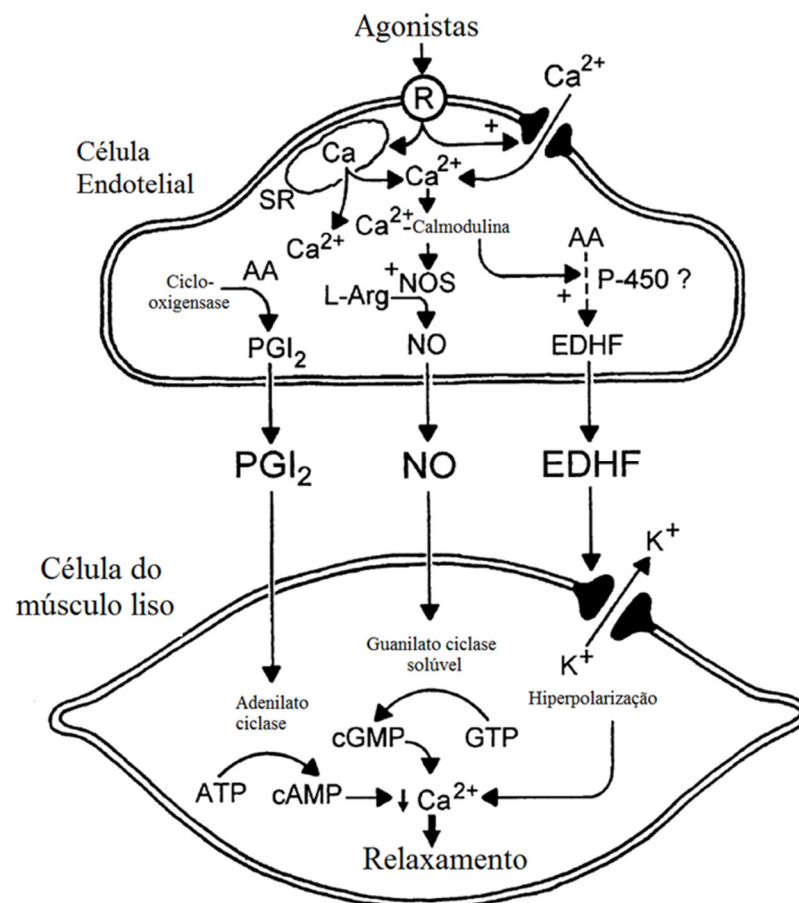 Agonistas
Ca²⁺
R
+
Célula
Endotelial
Ca
Ca²⁺
SR
Ca²⁺
Ca²⁺-Calmodulina
AA
AA
Ciclo-
oxigensase
+NOS
P-450 ?
L-Arg
+
PGI₂
NO
EDHF
PGI₂
NO
EDHF
K⁺
Célula do
músculo liso
Guanilato ciclase
solúvel
K⁺
Adenilato
ciclase
Hiperpolarização
cGMP
GTP
ATP
cAMP
Ca²⁺
Relaxamento